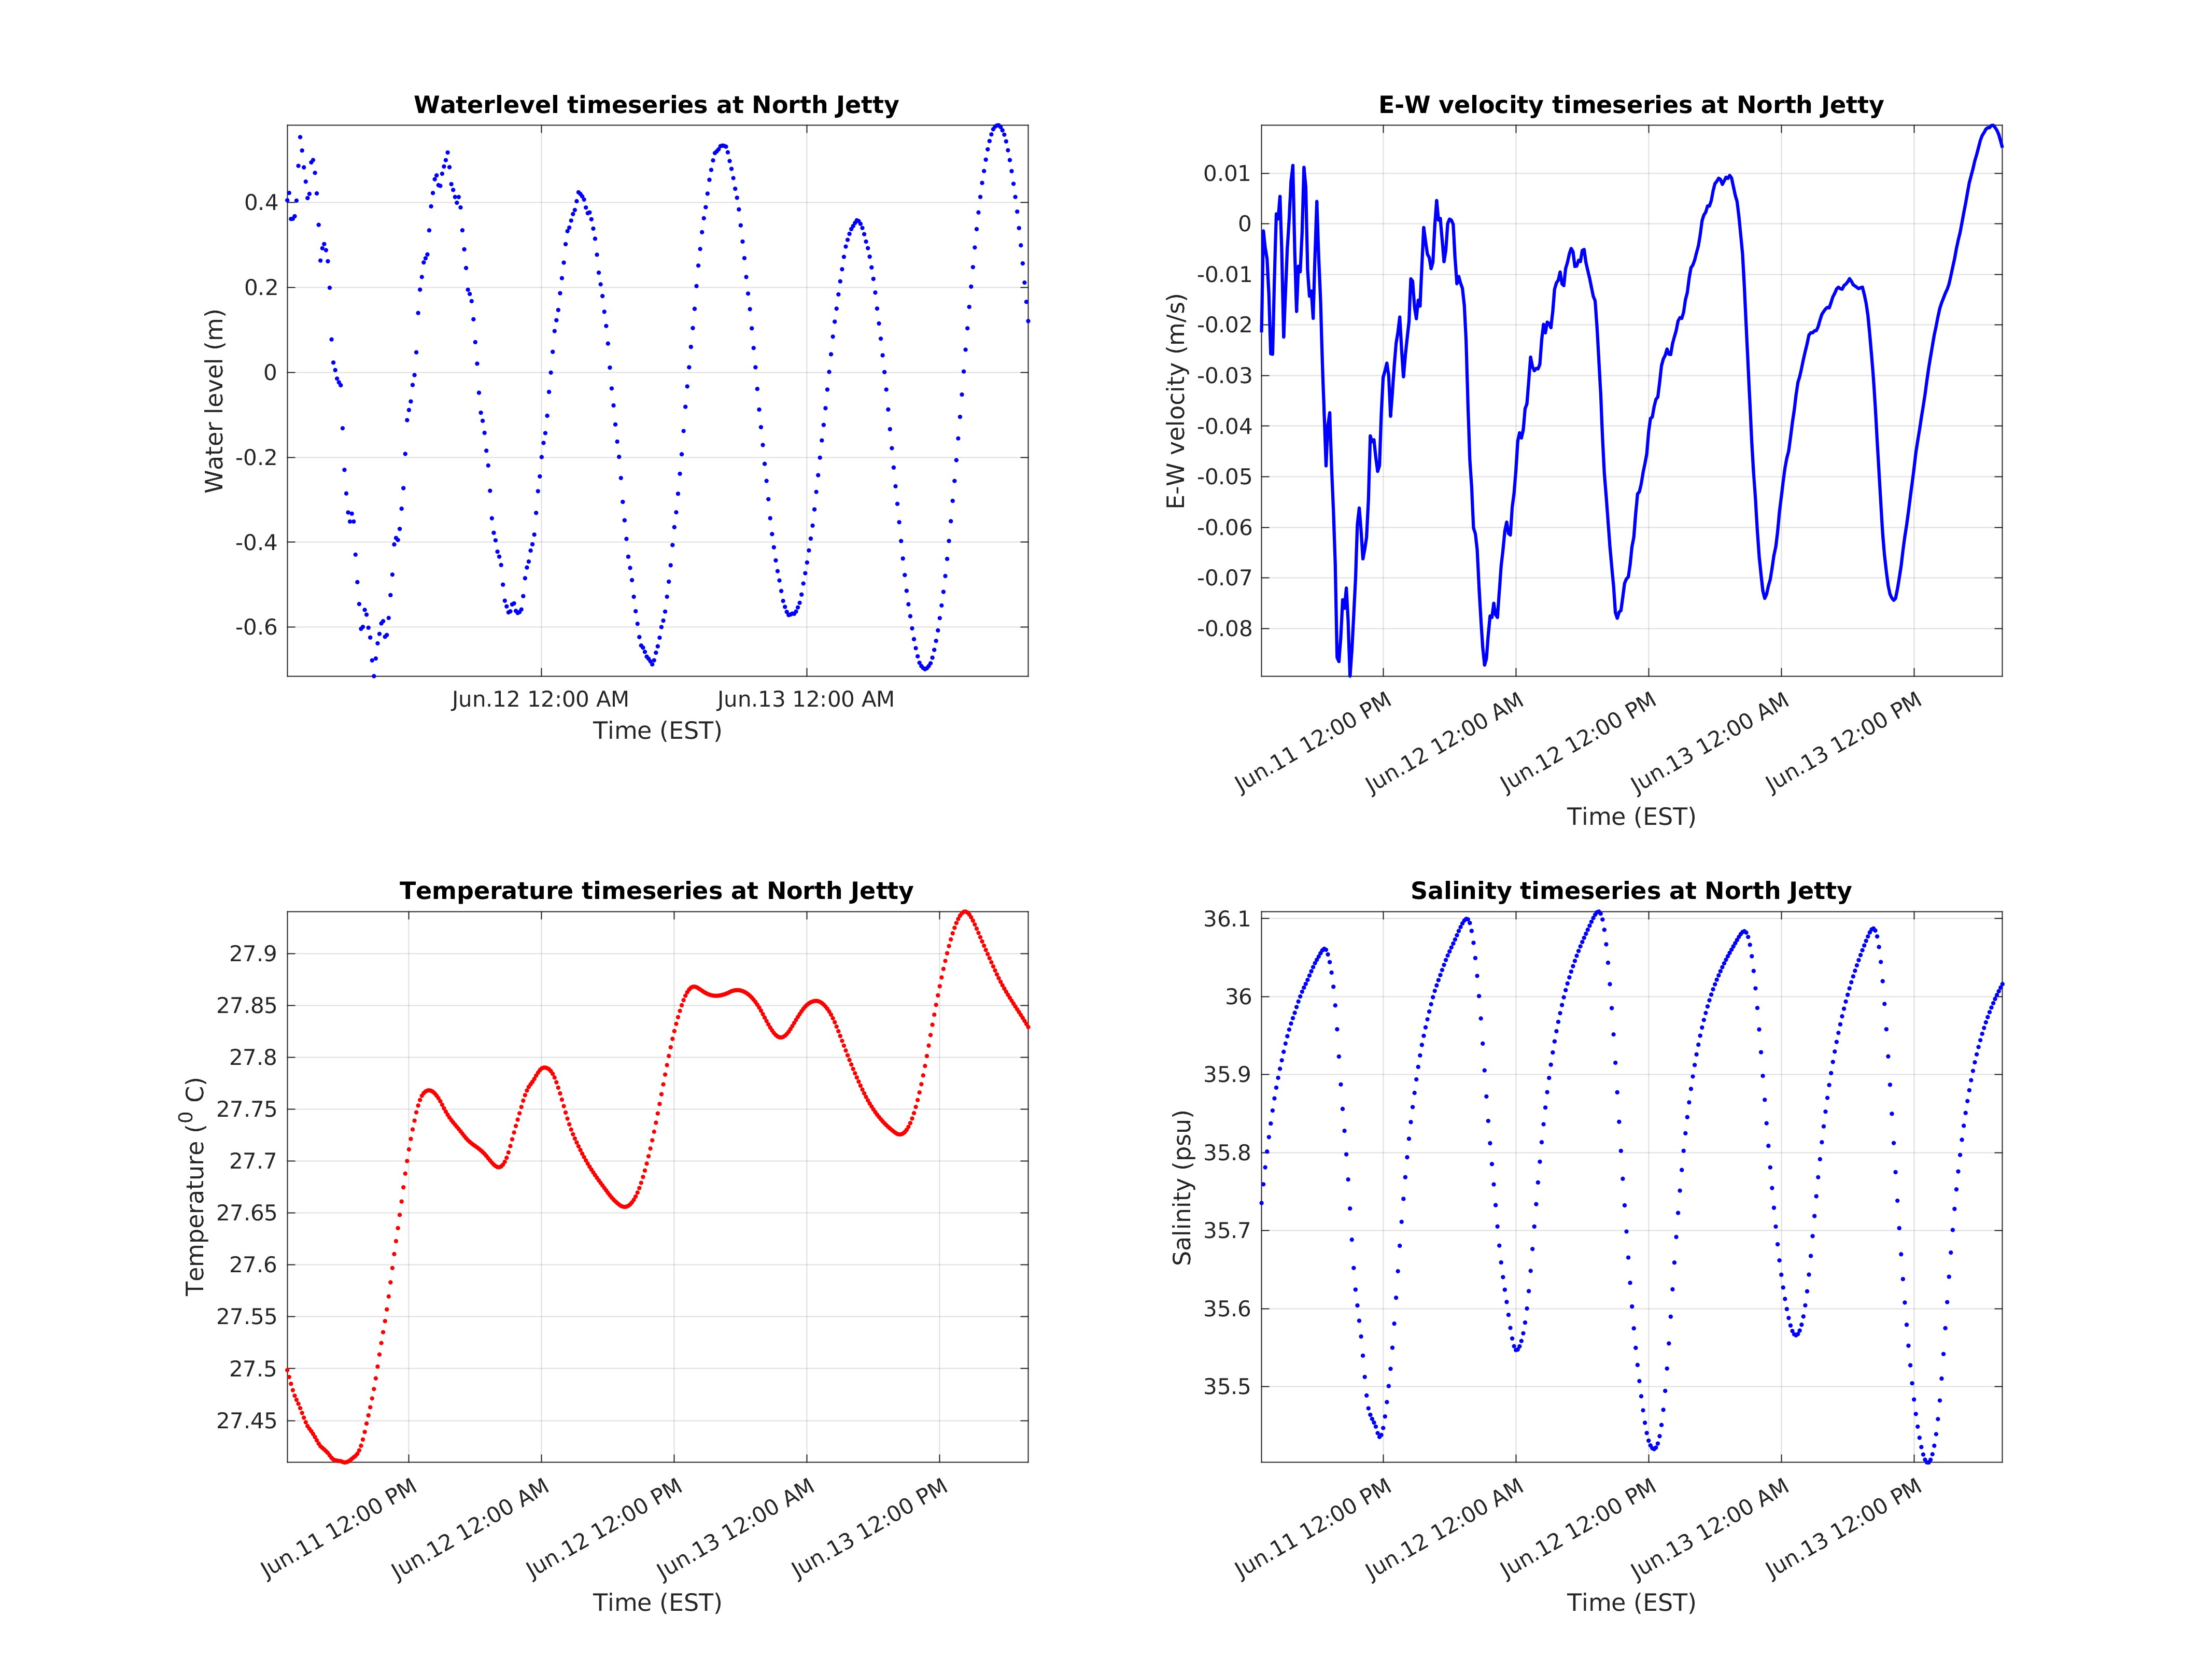 Waterlevel timeseries at North Jetty
0.4
0.2
0
-0.2
-0.4
-0.6
Water level (m)
Jun.12 12:00 AM
Jun.13 12:00 AM
Time (EST)
E-W velocity timeseries at North Jetty
0.01
0
-0.01
-0.02
-0.03
-0.04
-0.05
-0.06
-0.07
-0.08
E-W velocity (m/s)
Jun.11 12:00 PM
Jun.12 12:00 AM
Jun.12 12:00 PM
Jun.13 12:00 AM
Jun.13 12:00 PM
Time (EST)
Temperature timeseries at North Jetty
27.9
27.85
27.8
27.75
27.7
27.65
27.6
27.55
27.5
27.45
Temperature (⁰ C)
Jun.11 12:00 PM
Jun.12 12:00 AM
Jun.12 12:00 PM
Jun.13 12:00 AM
Jun.13 12:00 PM
Time (EST)
Salinity timeseries at North Jetty
36.1
36
35.9
35.8
35.7
35.6
35.5
Salinity (psu)
Jun.11 12:00 PM
Jun.12 12:00 AM
Jun.12 12:00 PM
Jun.13 12:00 AM
Jun.13 12:00 PM
Time (EST)